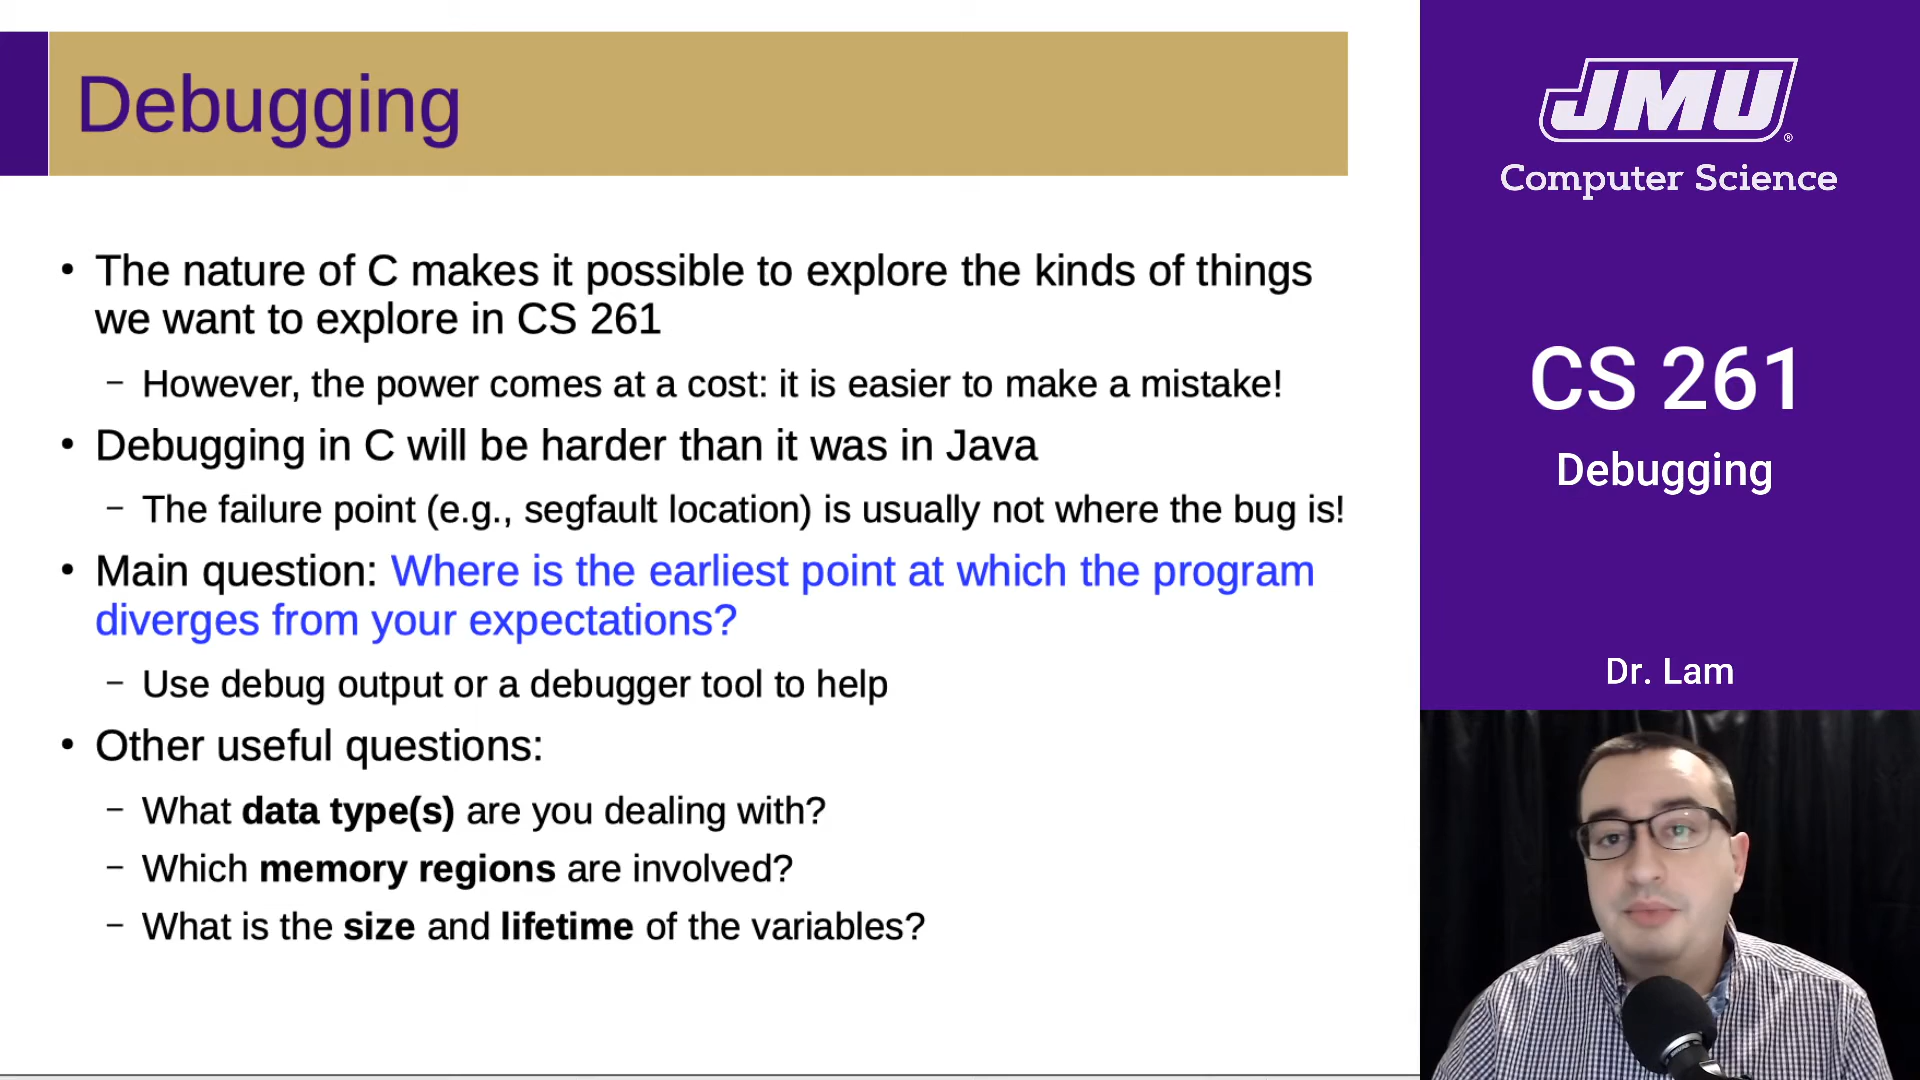 Debugging
• The nature of C makes it possible to explore the kinds of things
we want to explore in CS 261
– However, the power comes at a cost: it is easier to make a mistake!
• Debugging in C will be harder than it was in Java
– The failure point (e.g., segfault location) is usually not where the bug is!
• Main question: Where is the earliest point at which the program
diverges from your expectations?
– Use debug output or a debugger tool to help
• Other useful questions:
– What data type(s) are you dealing with?
– Which memory regions are involved?
– What is the size and lifetime of the variables?
JMU®
Computer Science
CS 261
Debugging
Dr. Lam